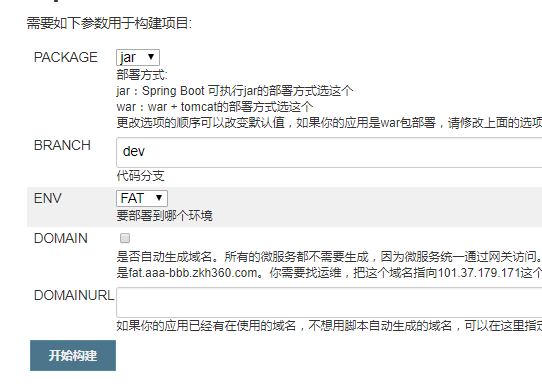 需要如下参数用于构建项目:
PACKAGE
jar
部署方式:
jar：Spring Boot 可执行jar的部署方式选这个
war：war + tomcat的部署方式选这个
更改选项的顺序可以改变默认值，如果你的应用是war包部署，请修改上面的选项
BRANCH
dev
代码分支
ENV
FAT
要部署到哪个环境
DOMAIN
是否自动生成域名。所有的微服务都不需要生成，因为微服务统一通过网关访问。
是fat.aaa-bbb.zkh360.com。你需要找运维，把这个域名指向101.37.179.171这个
DOMAINURL
如果你的应用已经有在使用的域名，不想用脚本自动生成的域名，可以在这里指定
开始构建